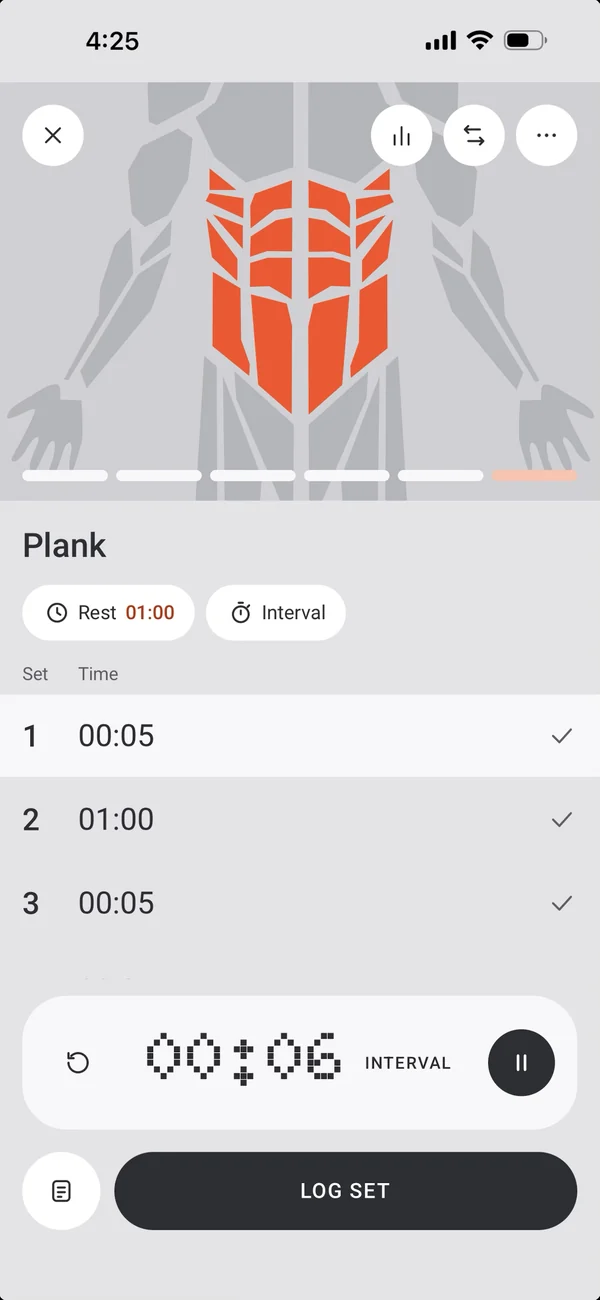 4:25
Plank
Rest 01:00
Interval
Set Time
1 00:05
2 01:00
3 00:05
00:06 INTERVAL
LOG SET